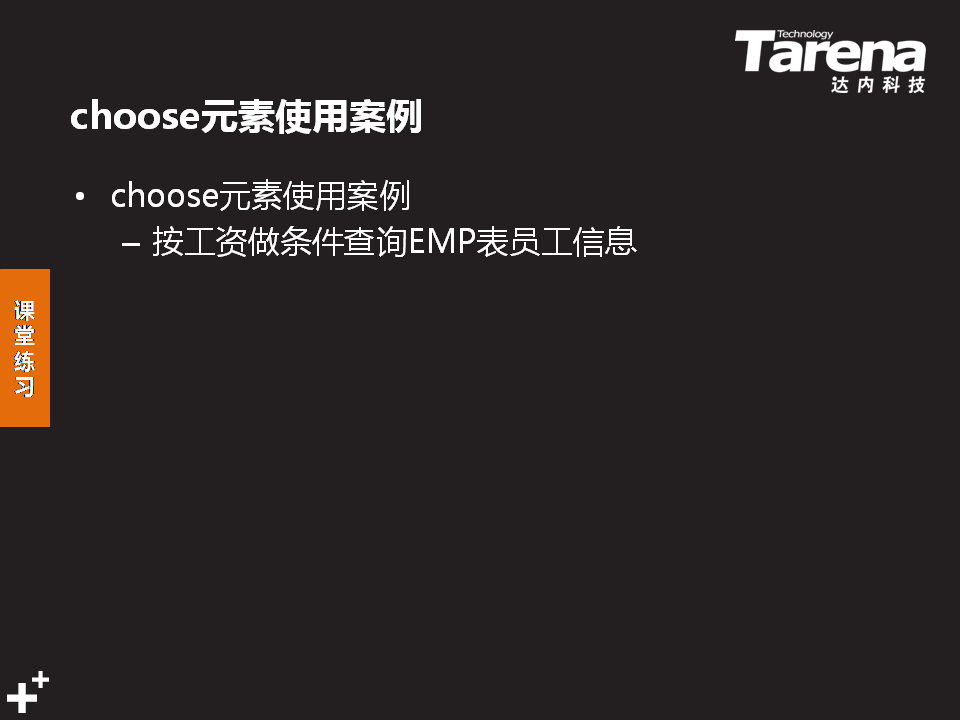 Technology
Tarena
达内科技
choose元素使用案例
• choose元素使用案例
– 按工资做条件查询EMP表员工信息
课
堂
练
习